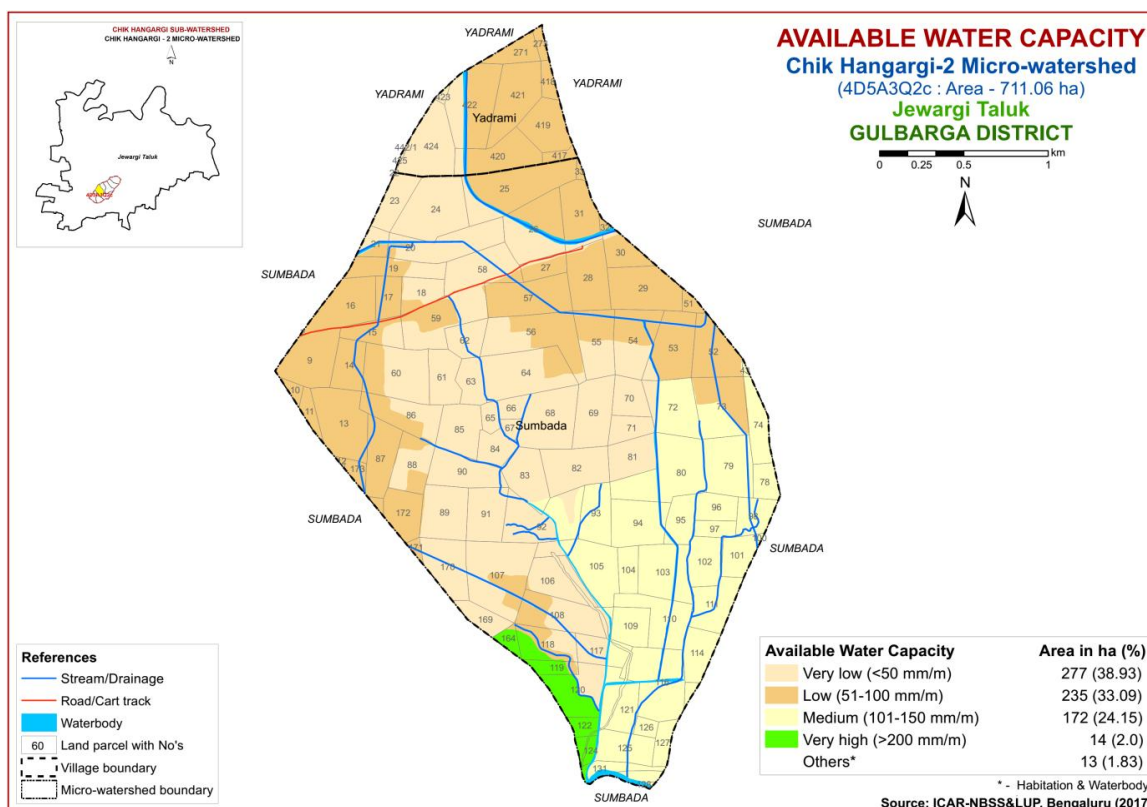 CHIK HANGARGI SUB-WATERSHED
CHIK HANGARGI - 2 MICRO-WATERSHED
N
Jewargi Taluk
AVAILABLE WATER CAPACITY
Chik Hangargi-2 Micro-watershed
(4D5A3Q2c : Area - 711.06 ha)
Jewargi Taluk
GULBARGA DISTRICT
km
0 0.25 0.5 1
N
YADRAMI
YADRAMI
YADRAMI
SUMBADA
SUMBADA
SUMBADA
SUMBADA
SUMBADA
271
418
423 422 421
Yadrami
419
442/1 424
420 417
425
25
23 24
31
20
30
19 58 27 28
18 29
16 17 57 51
59
15 56
62 55 54 53 52
9 14
60 61 63 64
10
11 70 72
86 66 68 69
13 65 74
85 67 Sumbada 71
84
87 81
88 90 83 82 80 79
78
172 89 91 96
92 93 94 95
97
101
105 104 103 102
107 106
108 109 110
169
164 118 117 114
119
120
121
122 126
124 125 127
131
References
Stream/Drainage
Road/Cart track
Waterbody
60 Land parcel with No's
Village boundary
Micro-watershed boundary
Available Water Capacity Area in ha (%)
Very low (<50 mm/m) 277 (38.93)
Low (51-100 mm/m) 235 (33.09)
Medium (101-150 mm/m) 172 (24.15)
Very high (>200 mm/m) 14 (2.0)
Others* 13 (1.83)
* - Habitation & Waterbody
Source: ICAR-NBSS&LUP, Bengaluru (2017